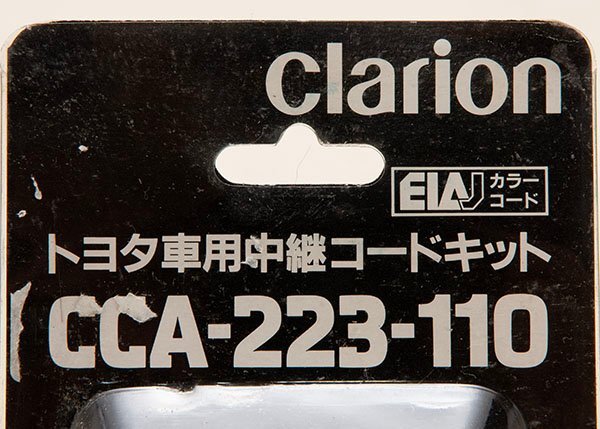 Clarion
EIAJ カラー
コード
トヨタ車用中継コードキット
CCA-223-110